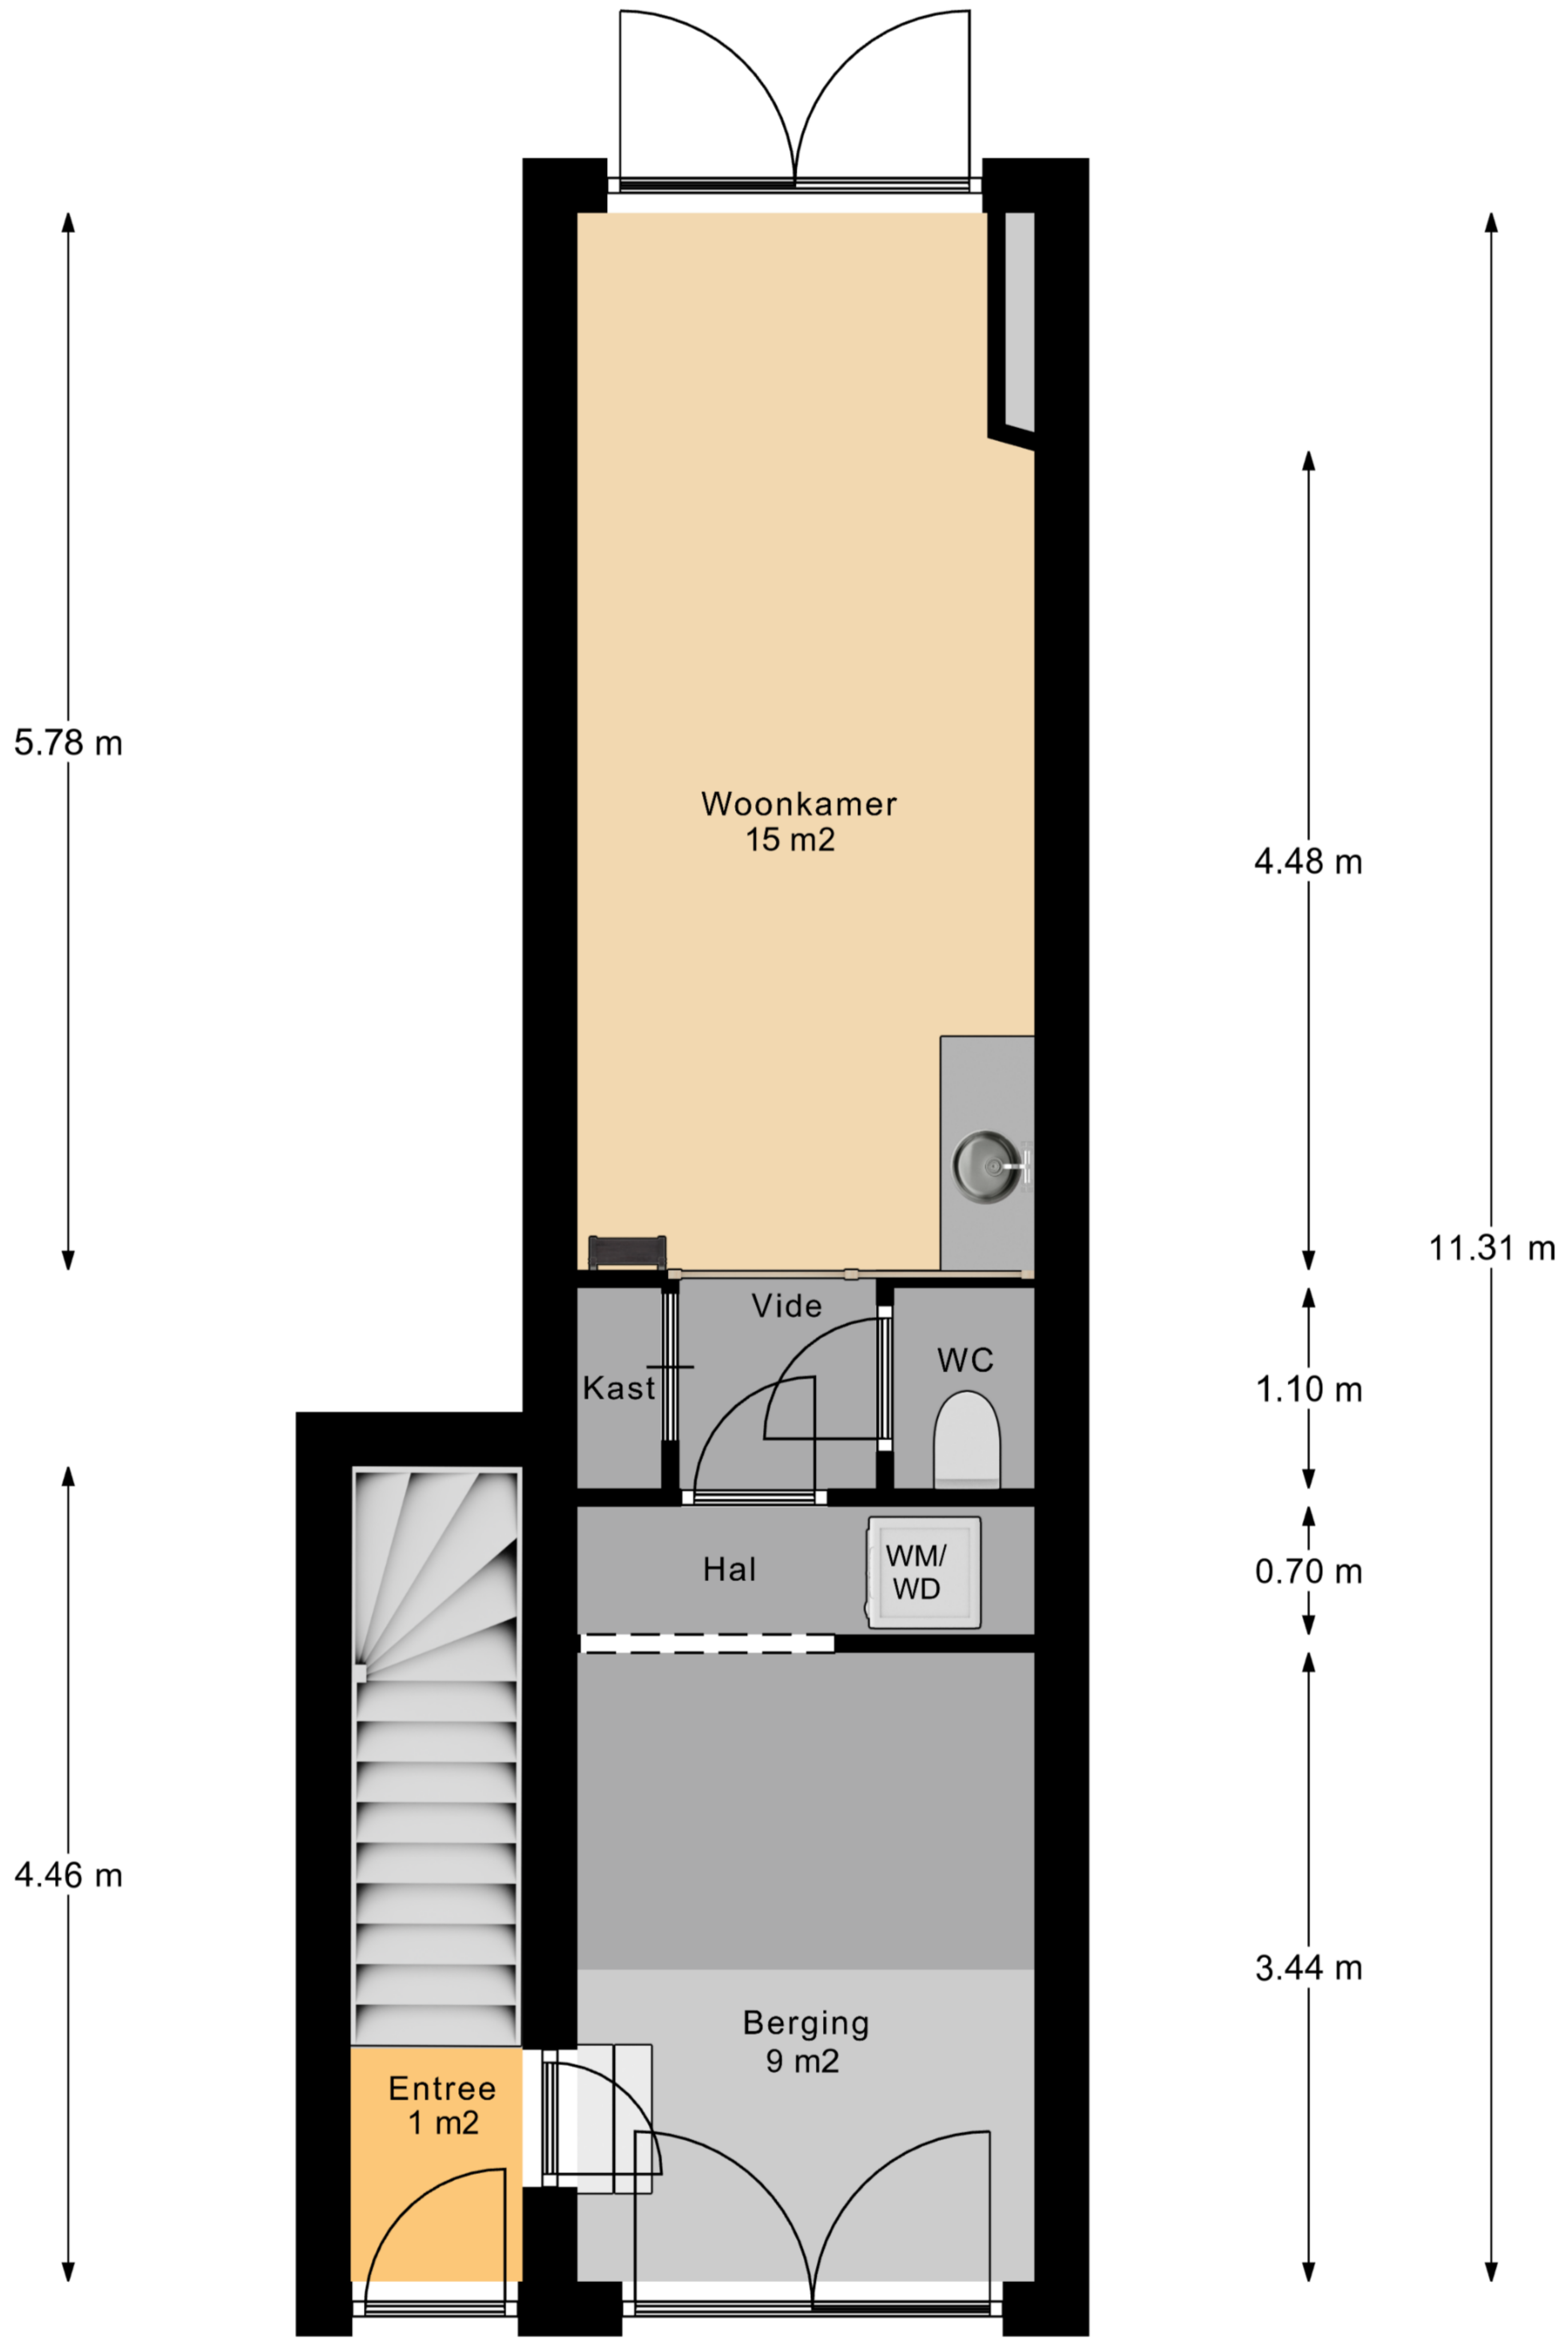 5.78 m
Woonkamer
15 m2
4.48 m
11.31 m
Vide
WC
Kast
1.10 m
Hal
WM/
WD
0.70 m
4.46 m
3.44 m
Berging
9 m2
Entree
1 m2